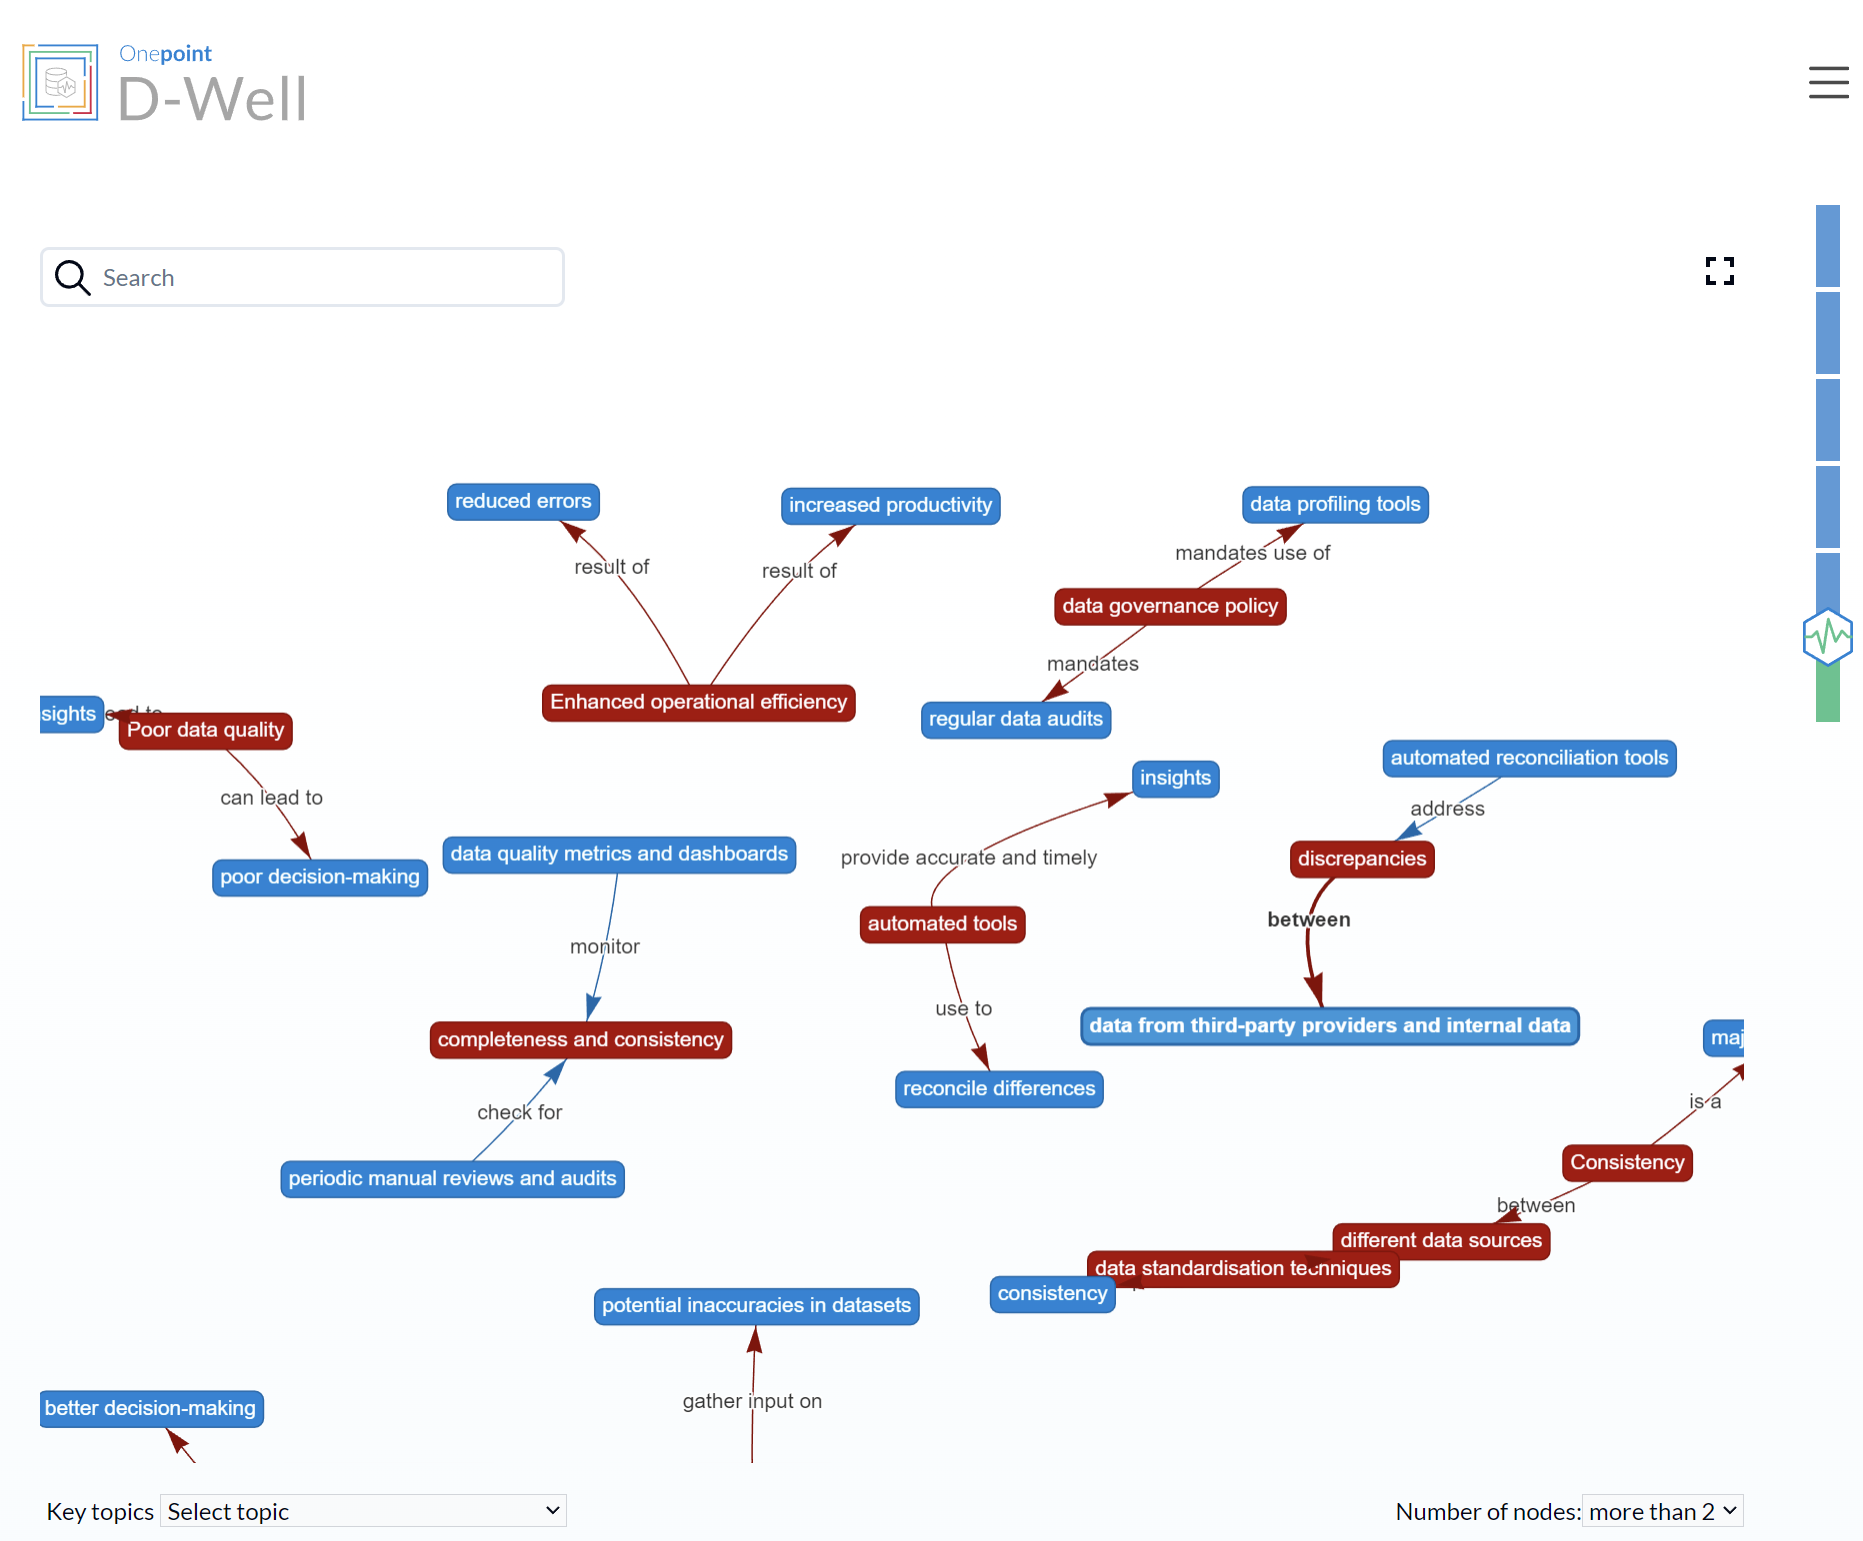 Onepoint
D-Well
Search
reduced errors
increased productivity
data profiling tools
result of
result of
mandates use of
data governance policy
mandates
Enhanced operational efficiency
regular data audits
sights
Poor data quality
can lead to
poor decision-making
insights
automated reconciliation tools
address
data quality metrics and dashboards
provide accurate and timely
discrepancies
between
automated tools
monitor
use to
data from third-party providers and internal data
completeness and consistency
maj
reconcile differences
check for
is a
periodic manual reviews and audits
Consistency
between
different data sources
data standardisation techniques
consistency
potential inaccuracies in datasets
gather input on
better decision-making
Key topics Select topic
Number of nodes: more than 2